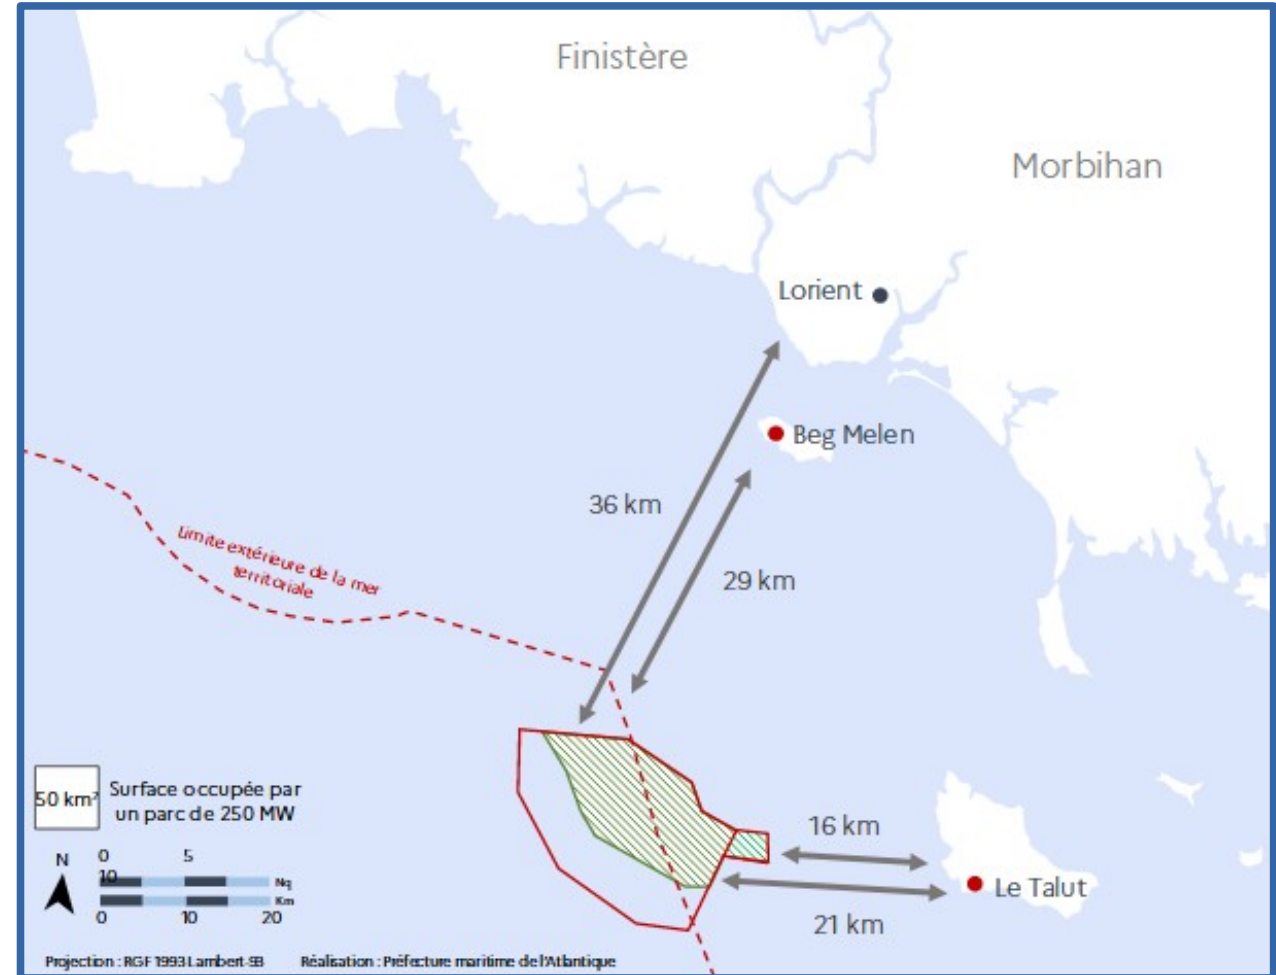 Finistère
Morbihan
Lorient
Beg Melen
36 km
29 km
Limite extérieure de la mer
territoriale
50 km²
Surface occupée par
un parc de 250 MW
16 km
Le Talut
21 km
N
0 5
10
Nq
Km
0 10 20
Projection : RGF 1993 Lambert-93
Réalisation : Préfecture maritime de l'Atlantique